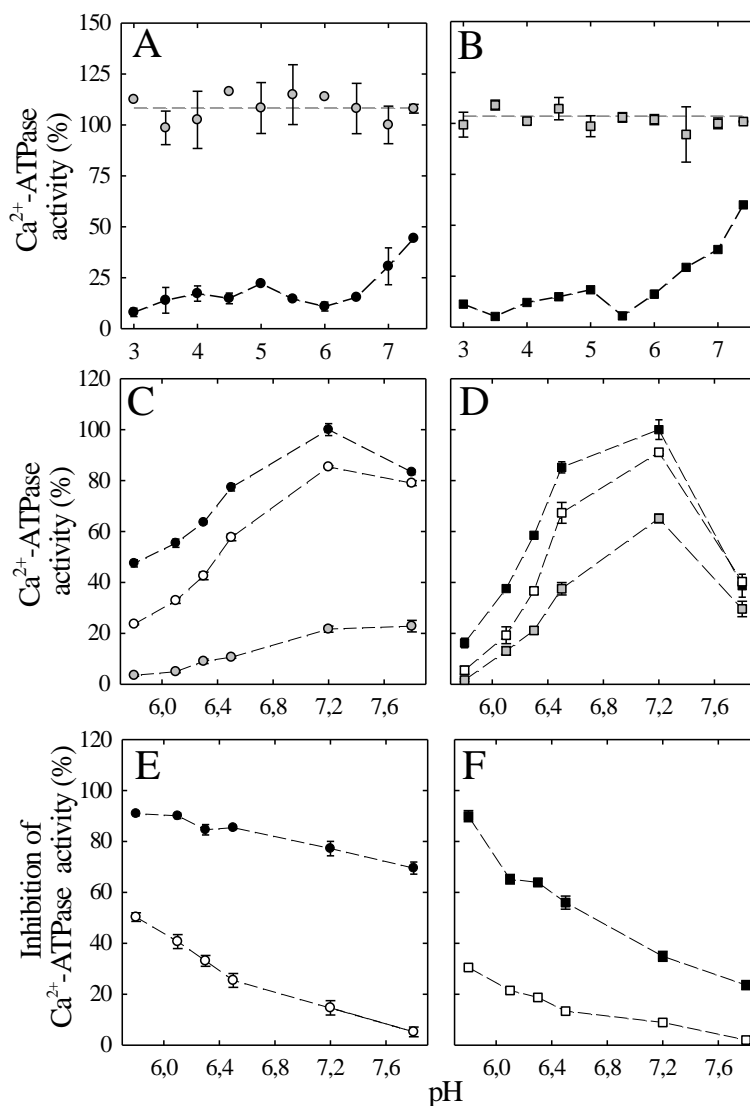 A
B
150
125
100
75
50
25
0
Ca2+-ATPase
activity (%)
3 4 5 6 7
3 4 5 6 7
C
D
120
100
80
60
40
20
0
Ca2+-ATPase
activity (%)
6,0 6,4 6,8 7,2 7,6
6,0 6,4 6,8 7,2 7,6
E
F
120
100
80
60
40
20
0
Inhibition of
Ca2+-ATPase activity (%)
6,0 6,4 6,8 7,2 7,6
6,0 6,4 6,8 7,2 7,6
pH